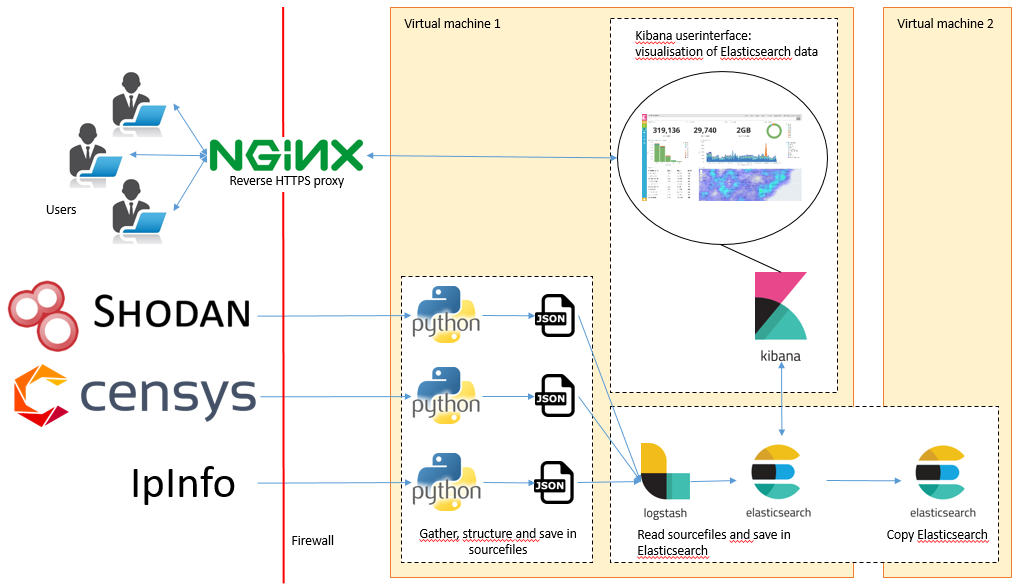 Virtual machine 1
Virtual machine 2
Kibana userinterface:
visualisation of Elasticsearch data
319,136
29,740
2GB
NGINX
Reverse HTTPS proxy
Users
SHODAN
python
JSON
kibana
censys
python
JSON
IpInfo
python
JSON
logstash
elasticsearch
elasticsearch
Gather, structure and save in
sourcefiles
Read sourcefiles and save in
Elasticsearch
Copy Elasticsearch
Firewall